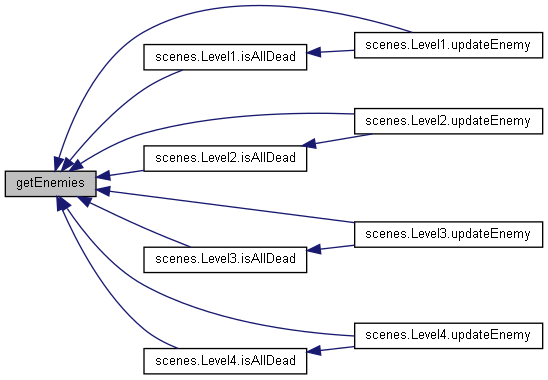 scenes.Level1.updateEnemy
scenes.Level1.isAllDead
scenes.Level2.updateEnemy
scenes.Level2.isAllDead
getEnemies
scenes.Level3.updateEnemy
scenes.Level3.isAllDead
scenes.Level4.updateEnemy
scenes.Level4.isAllDead